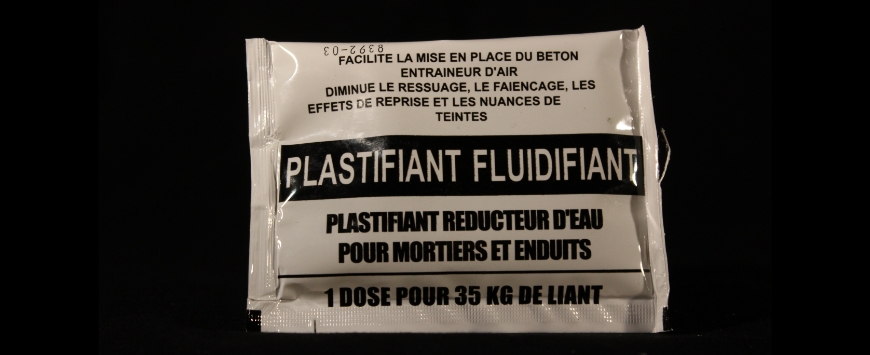 8392-03
FACILITE LA MISE EN PLACE DU BETON
ENTRAINEUR D'AIR
DIMINUE LE RESSUAGE, LE FAIENCAGE, LES
EFFETS DE REPRISE ET LES NUANCES DE
TEINTES
PLASTIFIANT FLUIDIFIANT
PLASTIFIANT REDUCTEUR D'EAU
POUR MORTIERS ET ENDUITS
1 DOSE POUR 35 KG DE LIANT